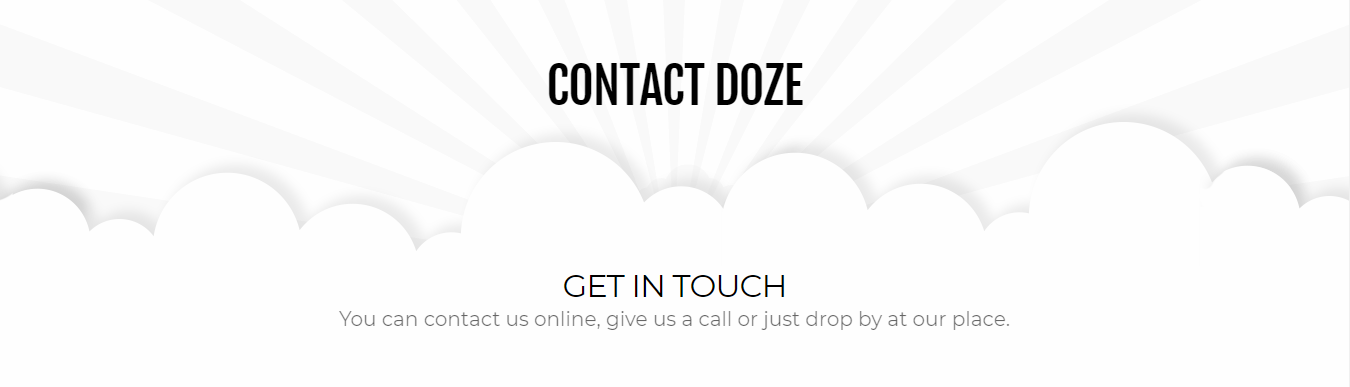 CONTACT DOZE
GET IN TOUCH
You can contact us online, give us a call or just drop by at our place.